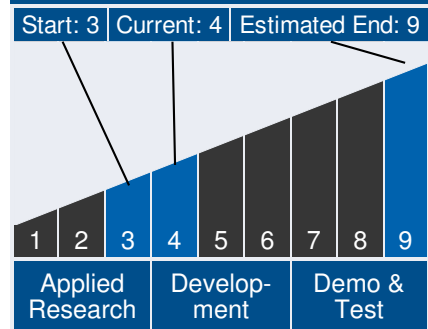 Start: 3 Current: 4 Estimated End: 9
1 2 3 4 5 6 7 8 9
Applied Develop- Demo &
Research ment Test